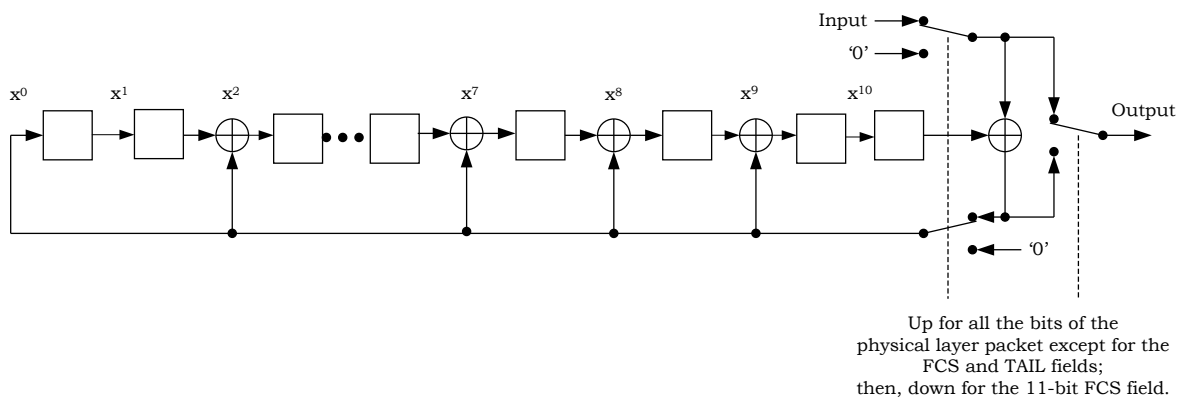 Input
‘0’
x⁰ x¹ x² x⁷ x⁸ x⁹ x¹⁰
Output
‘0’
Up for all the bits of the
physical layer packet except for the
FCS and TAIL fields;
then, down for the 11-bit FCS field.